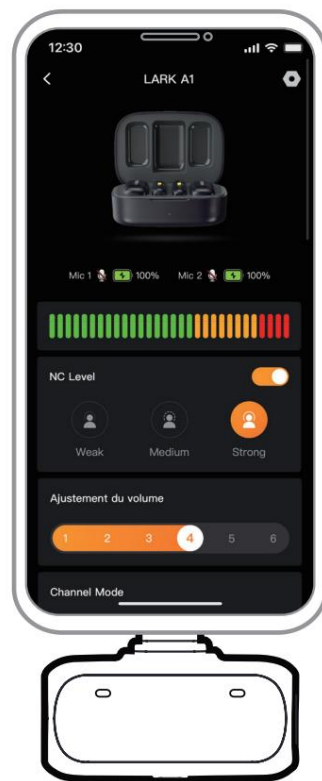 12:30
LARK A1
Mic 1 100% Mic 2 100%
NC Level
Weak Medium Strong
Ajustement du volume
1 2 3 4 5 6
Channel Mode